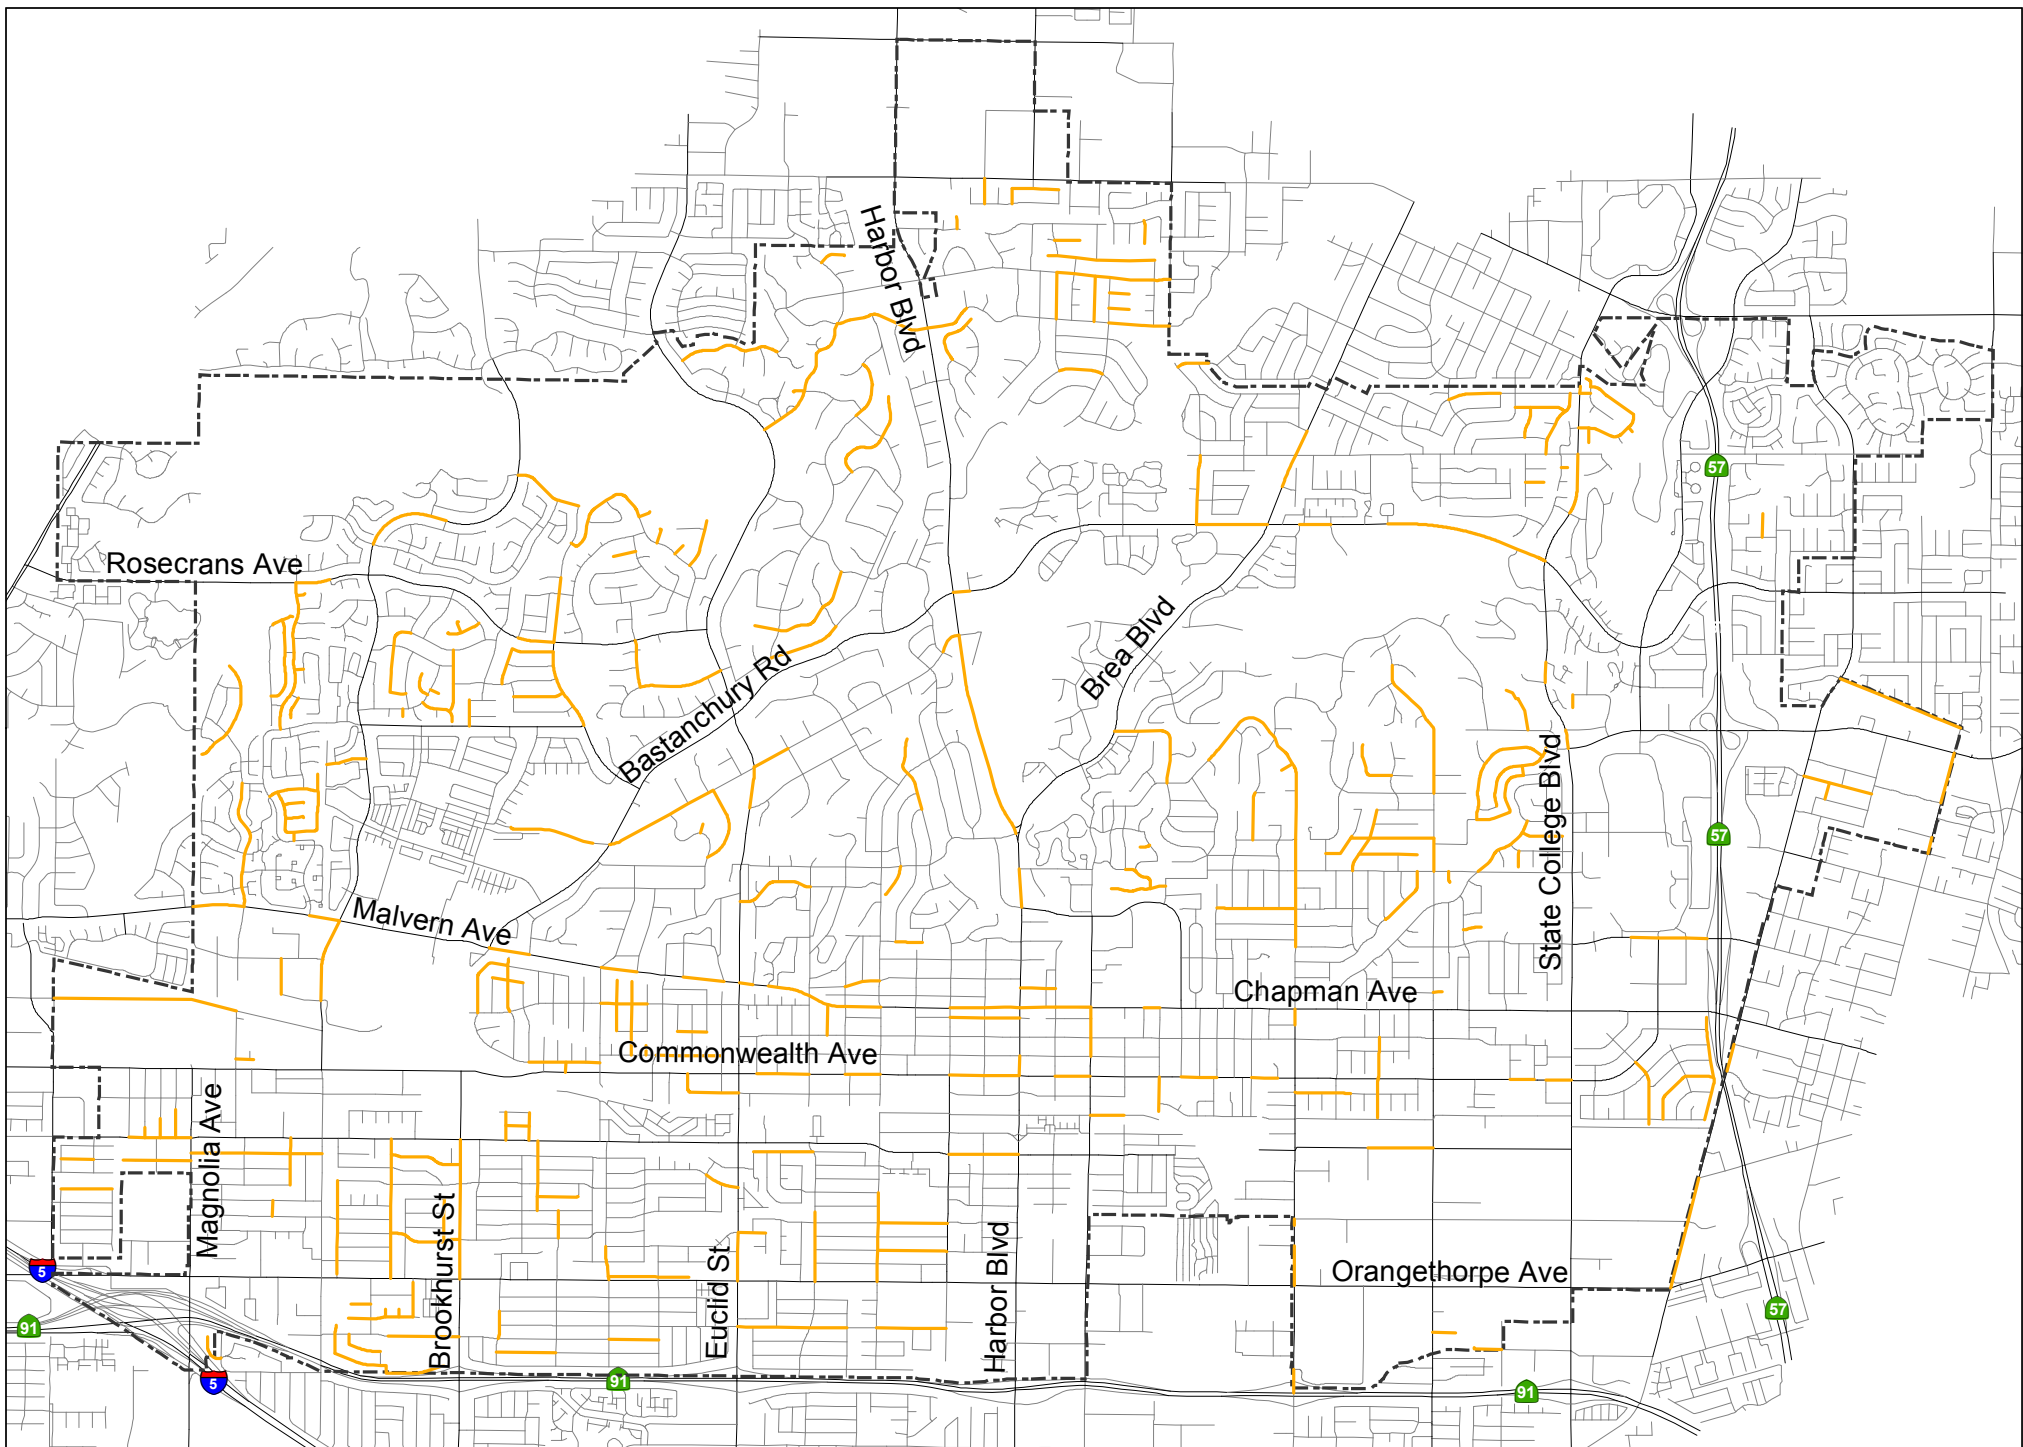 Harbor Blvd
57
Rosecrans Ave
Brea Blvd
Bastanchury Rd
State College Blvd
57
Malvern Ave
Chapman Ave
Commonwealth Ave
Magnolia Ave
Brookhurst St
Euclid St
Harbor Blvd
Orangethorpe Ave
5
57
91
5
91
91